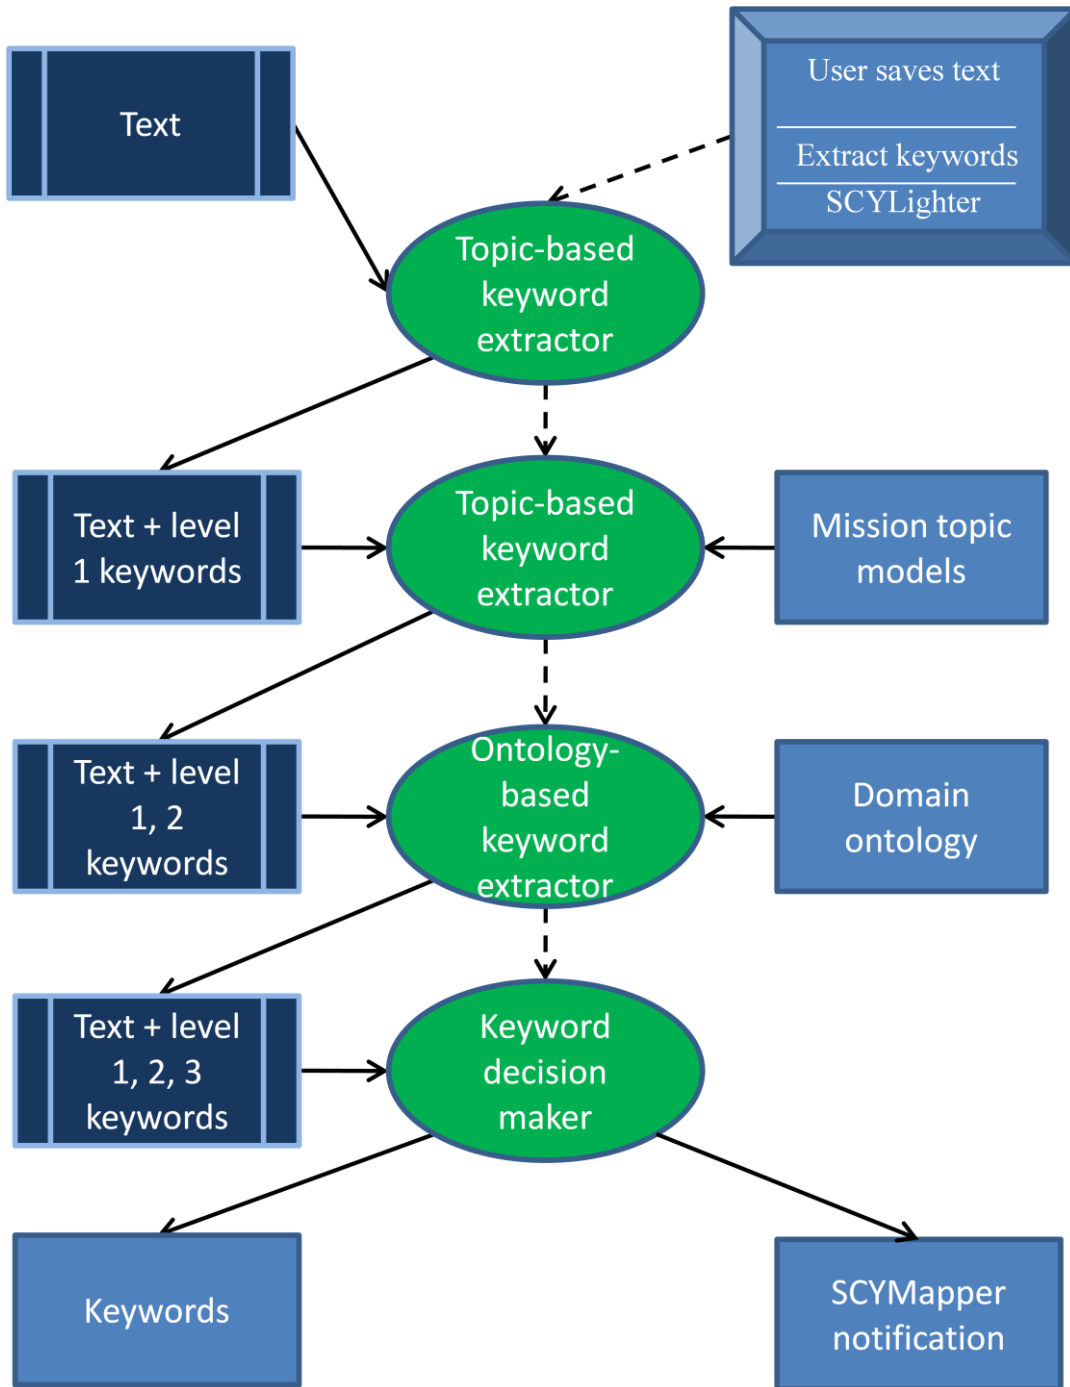 Text
User saves text
Extract keywords
SCYLighter
Topic-based
keyword
extractor
Text + level
1 keywords
Topic-based
keyword
extractor
Mission topic
models
Text + level
1, 2
keywords
Ontology-
based
keyword
extractor
Domain
ontology
Text + level
1, 2, 3
keywords
Keyword
decision
maker
Keywords
SCYMapper
notification